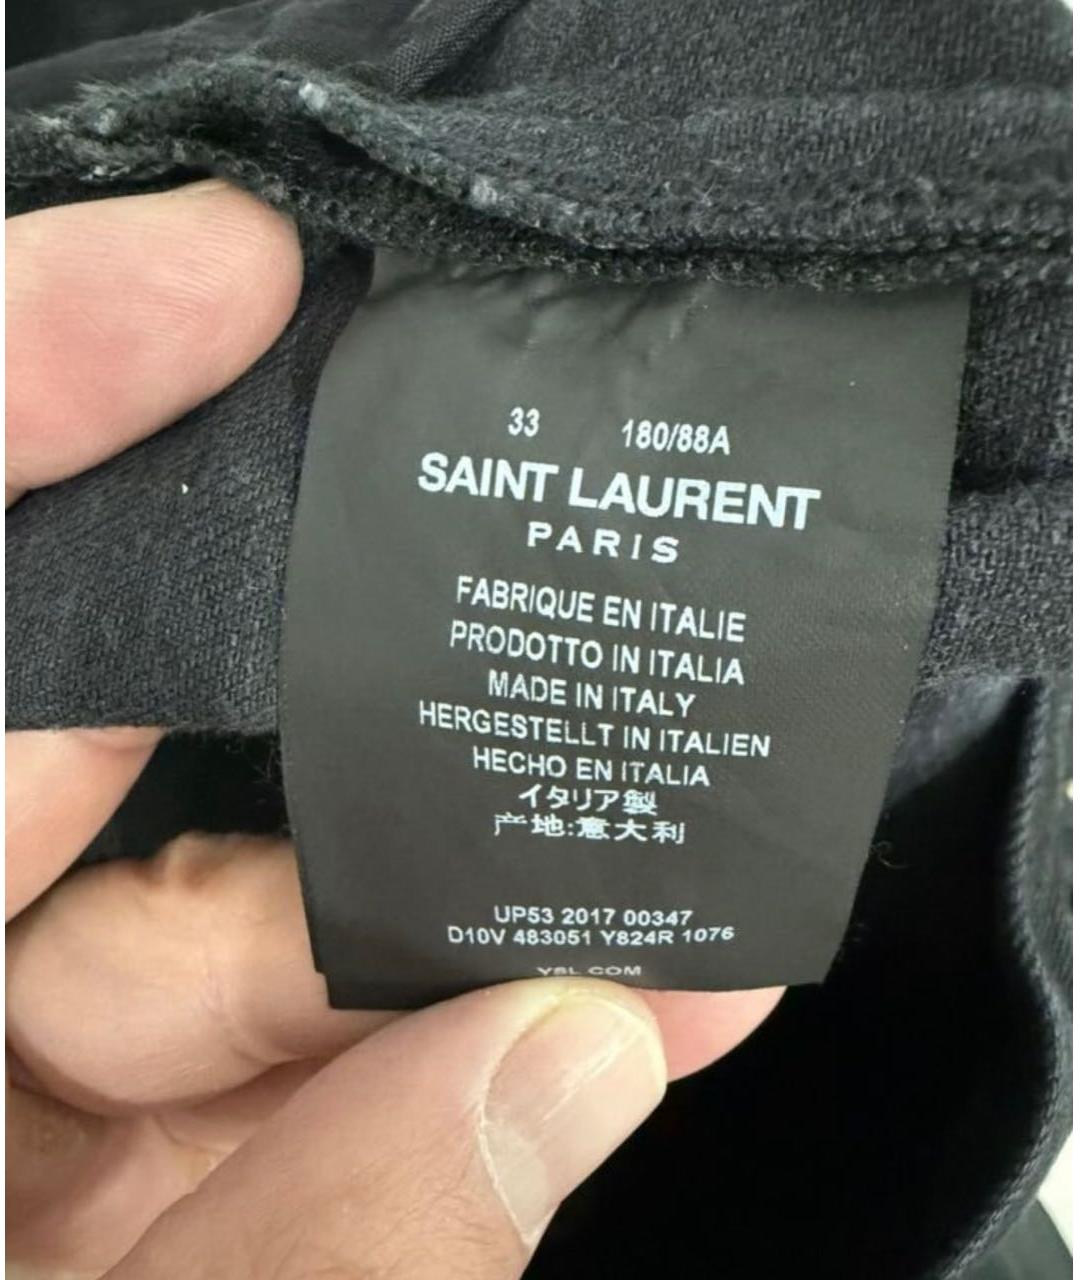 33 180/88A
SAINT LAURENT
PARIS
FABRIQUE EN ITALIE
PRODOTTO IN ITALIA
MADE IN ITALY
HERGESTELLT IN ITALIEN
HECHO EN ITALIA
イタリア製
产地:意大利
UP53 2017 00347
D10V 483051 Y824R 1076
YSL.COM